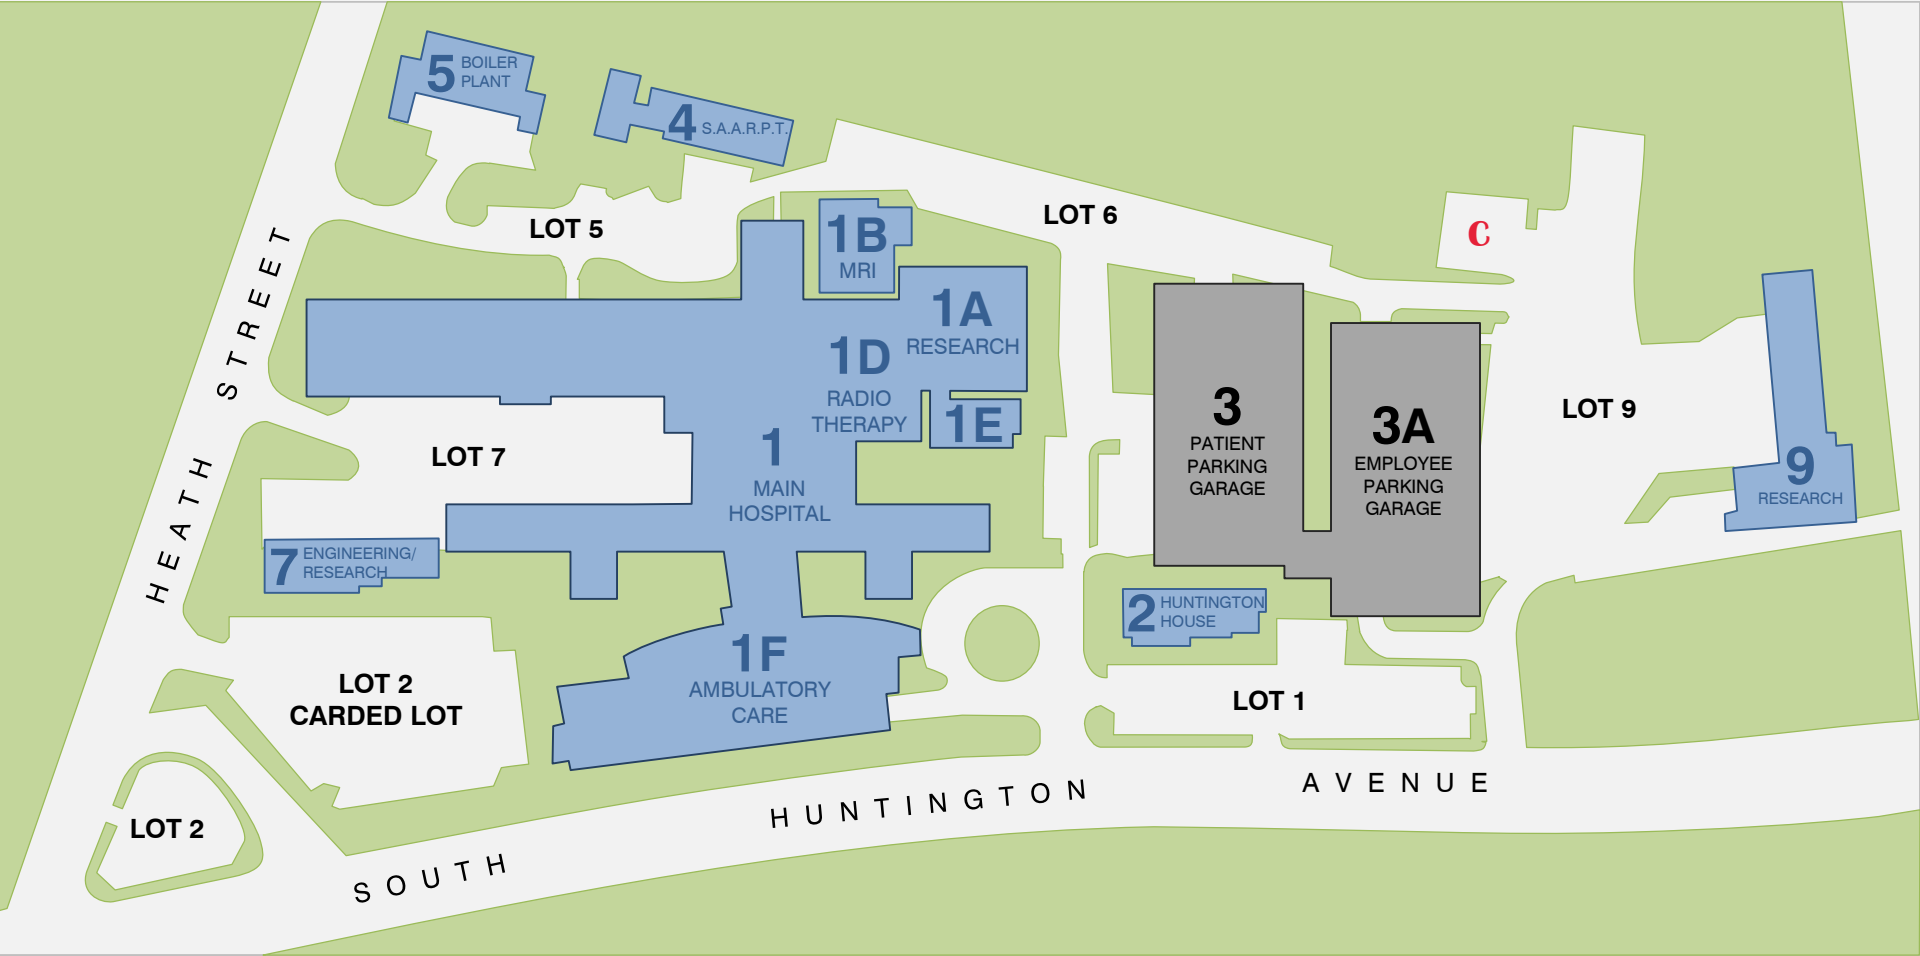 5 BOILER
PLANT
4 S.A.A.R.P.T.
LOT 5
LOT 6
C
1B
MRI
1A
RESEARCH
1D
RADIO
THERAPY
1E
1
MAIN
HOSPITAL
LOT 7
7 ENGINEERING/
RESEARCH
3
PATIENT
PARKING
GARAGE
3A
EMPLOYEE
PARKING
GARAGE
LOT 9
9
RESEARCH
2 HUNTINGTON
HOUSE
1F
AMBULATORY
CARE
LOT 2
CARDED LOT
LOT 1
LOT 2
HEATH STREET
SOUTH HUNTINGTON AVENUE